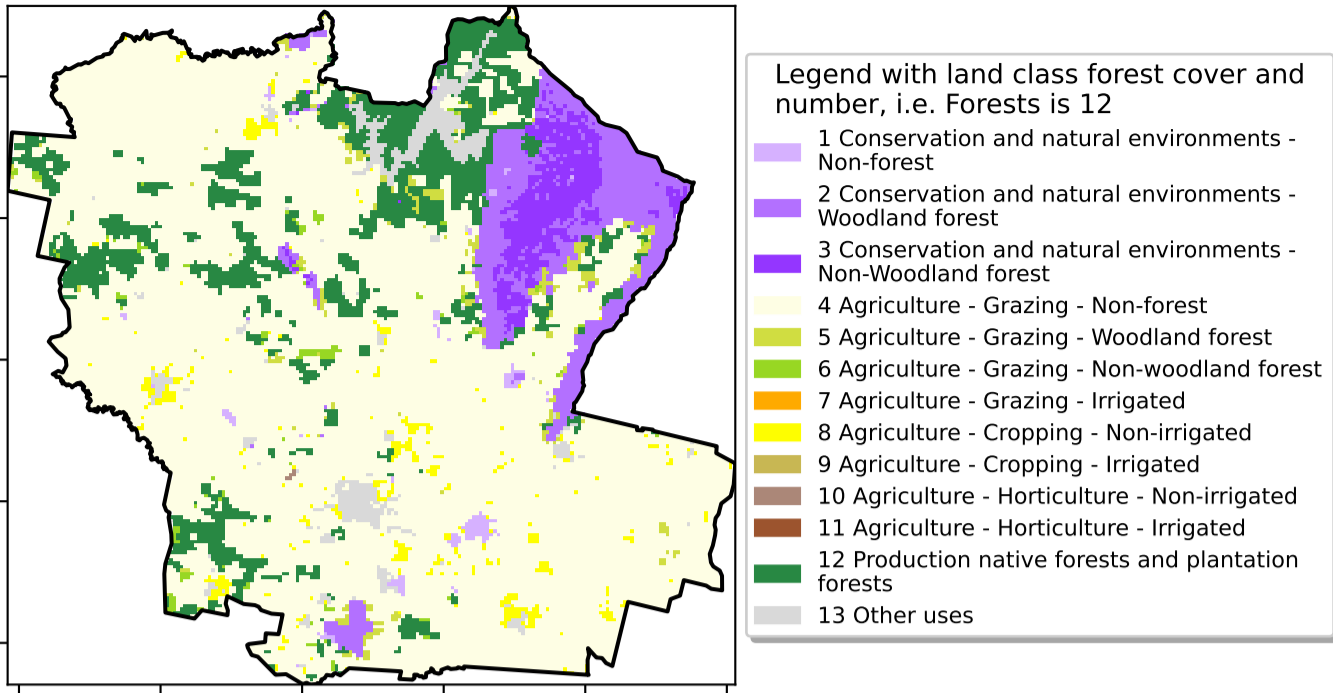 Legend with land class forest cover and
number, i.e. Forests is 12
1 Conservation and natural environments -
Non-forest
2 Conservation and natural environments -
Woodland forest
3 Conservation and natural environments -
Non-Woodland forest
4 Agriculture - Grazing - Non-forest
5 Agriculture - Grazing - Woodland forest
6 Agriculture - Grazing - Non-woodland forest
7 Agriculture - Grazing - Irrigated
8 Agriculture - Cropping - Non-irrigated
9 Agriculture - Cropping - Irrigated
10 Agriculture - Horticulture - Non-irrigated
11 Agriculture - Horticulture - Irrigated
12 Production native forests and plantation
forests
13 Other uses